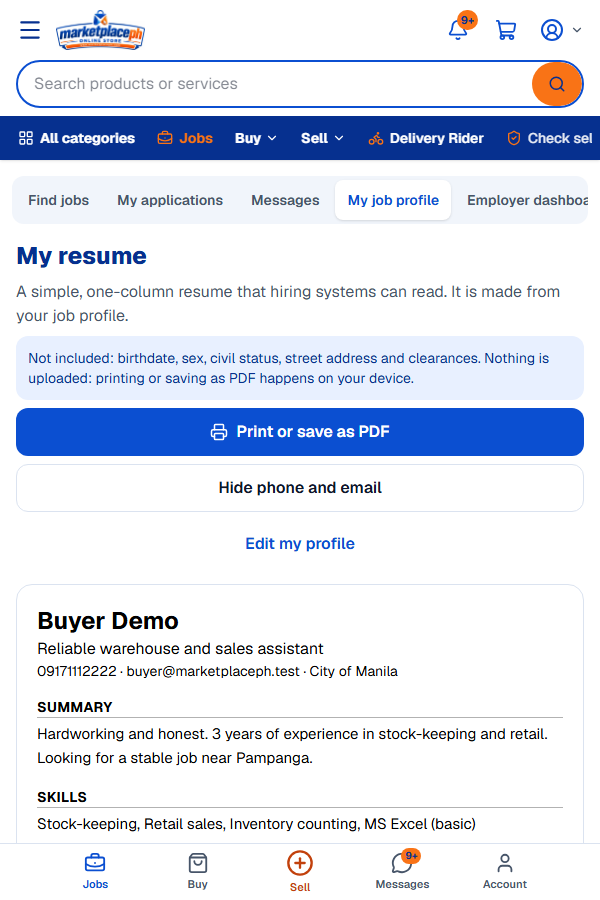 marketplaceph
ONLINE STORE
9+
Search products or services
All categories
Jobs
Buy
Sell
Delivery Rider
Check sel
Find jobs
My applications
Messages
My job profile
Employer dashboa
My resume
A simple, one-column resume that hiring systems can read. It is made from
your job profile.
Not included: birthdate, sex, civil status, street address and clearances. Nothing is
uploaded: printing or saving as PDF happens on your device.
Print or save as PDF
Hide phone and email
Edit my profile
Buyer Demo
Reliable warehouse and sales assistant
09171112222 · buyer@marketplaceph.test · City of Manila
SUMMARY
Hardworking and honest. 3 years of experience in stock-keeping and retail.
Looking for a stable job near Pampanga.
SKILLS
Stock-keeping, Retail sales, Inventory counting, MS Excel (basic)
9+
Jobs
Buy
Sell
Messages
Account